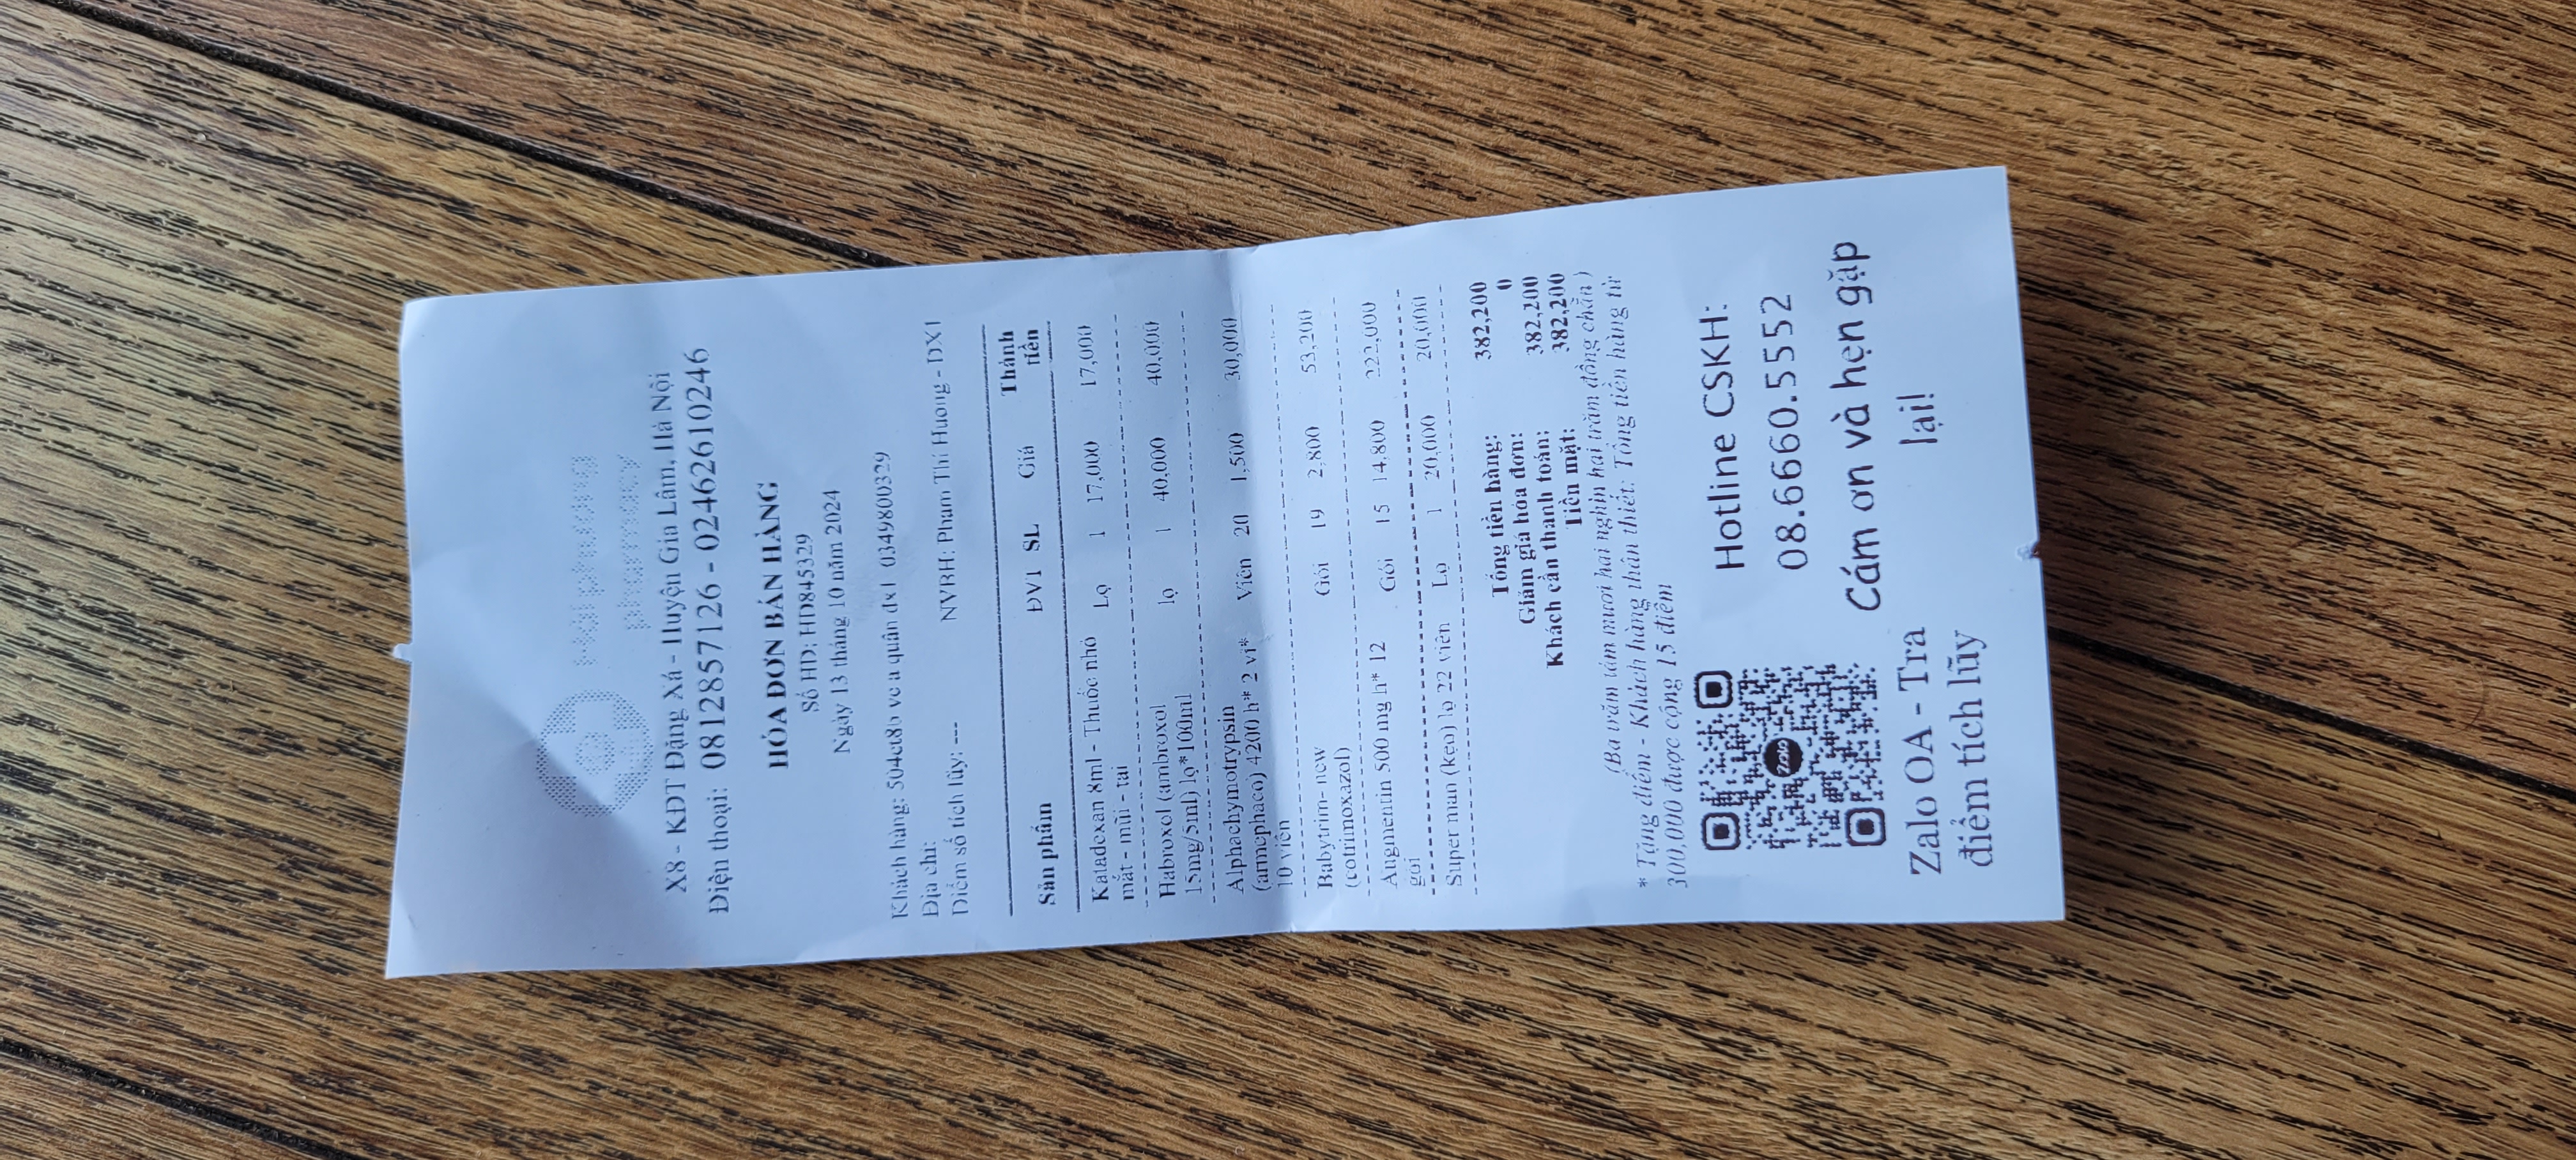 Hải phương
pharmacy
X8 - KĐT Đặng Xá - Huyện Gia Lâm, Hà Nội
Điện thoại: 0812857126 - 02462610246
HÓA ĐƠN BÁN HÀNG
Số HD: HD845329
Ngày 13 tháng 10 năm 2024
Khách hàng: 504ct8b vc a quân đx1 0349800329
Địa chỉ:
Điểm số tích lũy: --- NVBH: Phạm Thị Hương - DX1
Sản phẩm ĐVT SL Giá Thành
tiền
Katadexan 8ml - Thuốc nhỏ
mắt - mũi - tai Lọ 1 17,000 17,000
Habroxol (ambroxol
15mg/5ml) lọ*100ml lọ 1 40,000 40,000
Alphachymotrypsin
(armephaco) 4200 h* 2 vỉ* Viên 20 1,500 30,000
10 viên
Babytrim- new
(cotrimoxazol) Gói 19 2,800 53,200
Augmentin 500 mg h* 12
gói Gói 15 14,800 222,000
Super man (kẹo) lọ 22 viên Lọ 1 20,000 20,000
Tổng tiền hàng: 382,200
Giảm giá hóa đơn: 0
Khách cần thanh toán: 382,200
Tiền mặt: 382,200
(Ba trăm tám mươi hai nghìn hai trăm đồng chẵn )
* Tặng điểm - Khách hàng thân thiết: Tổng tiền hàng từ
300,000 được cộng 15 điểm
Zalo
Hotline CSKH:
08.6660.5552
Cám ơn và hẹn gặp
lại!
Zalo OA - Tra
điểm tích lũy